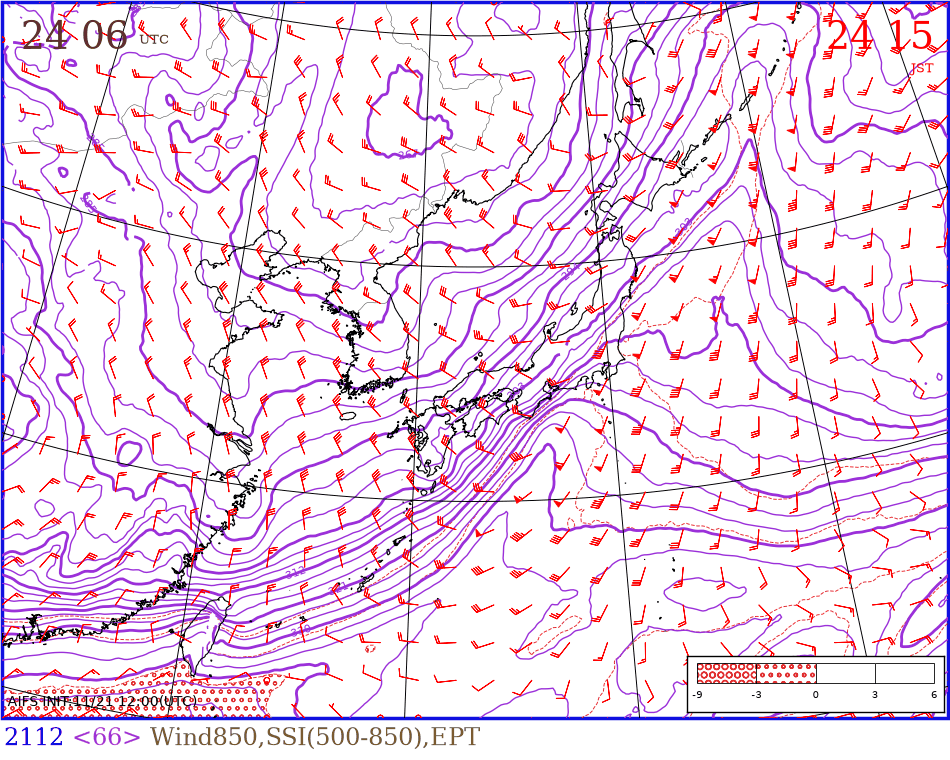 24 06 UTC
24 15
JST
312
AIFS INIT:11/21 12:00(UTC)
-9 -3 0 3 6
2112 <66> Wind850,SSI(500-850),EPT